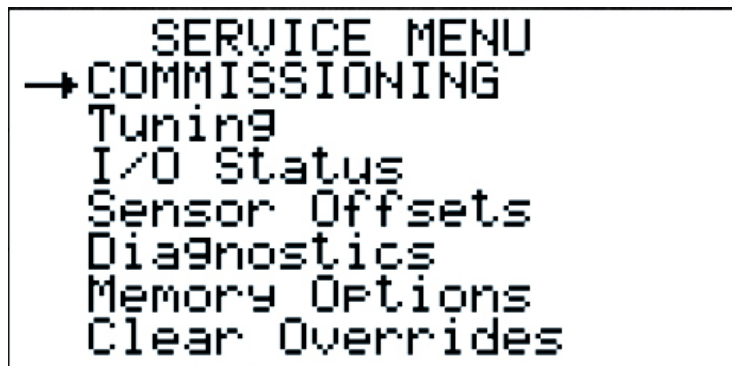 SERVICE MENU
→COMMISSIONING
Tuning
I/O Status
Sensor Offsets
Diagnostics
Memory Options
Clear Overrides